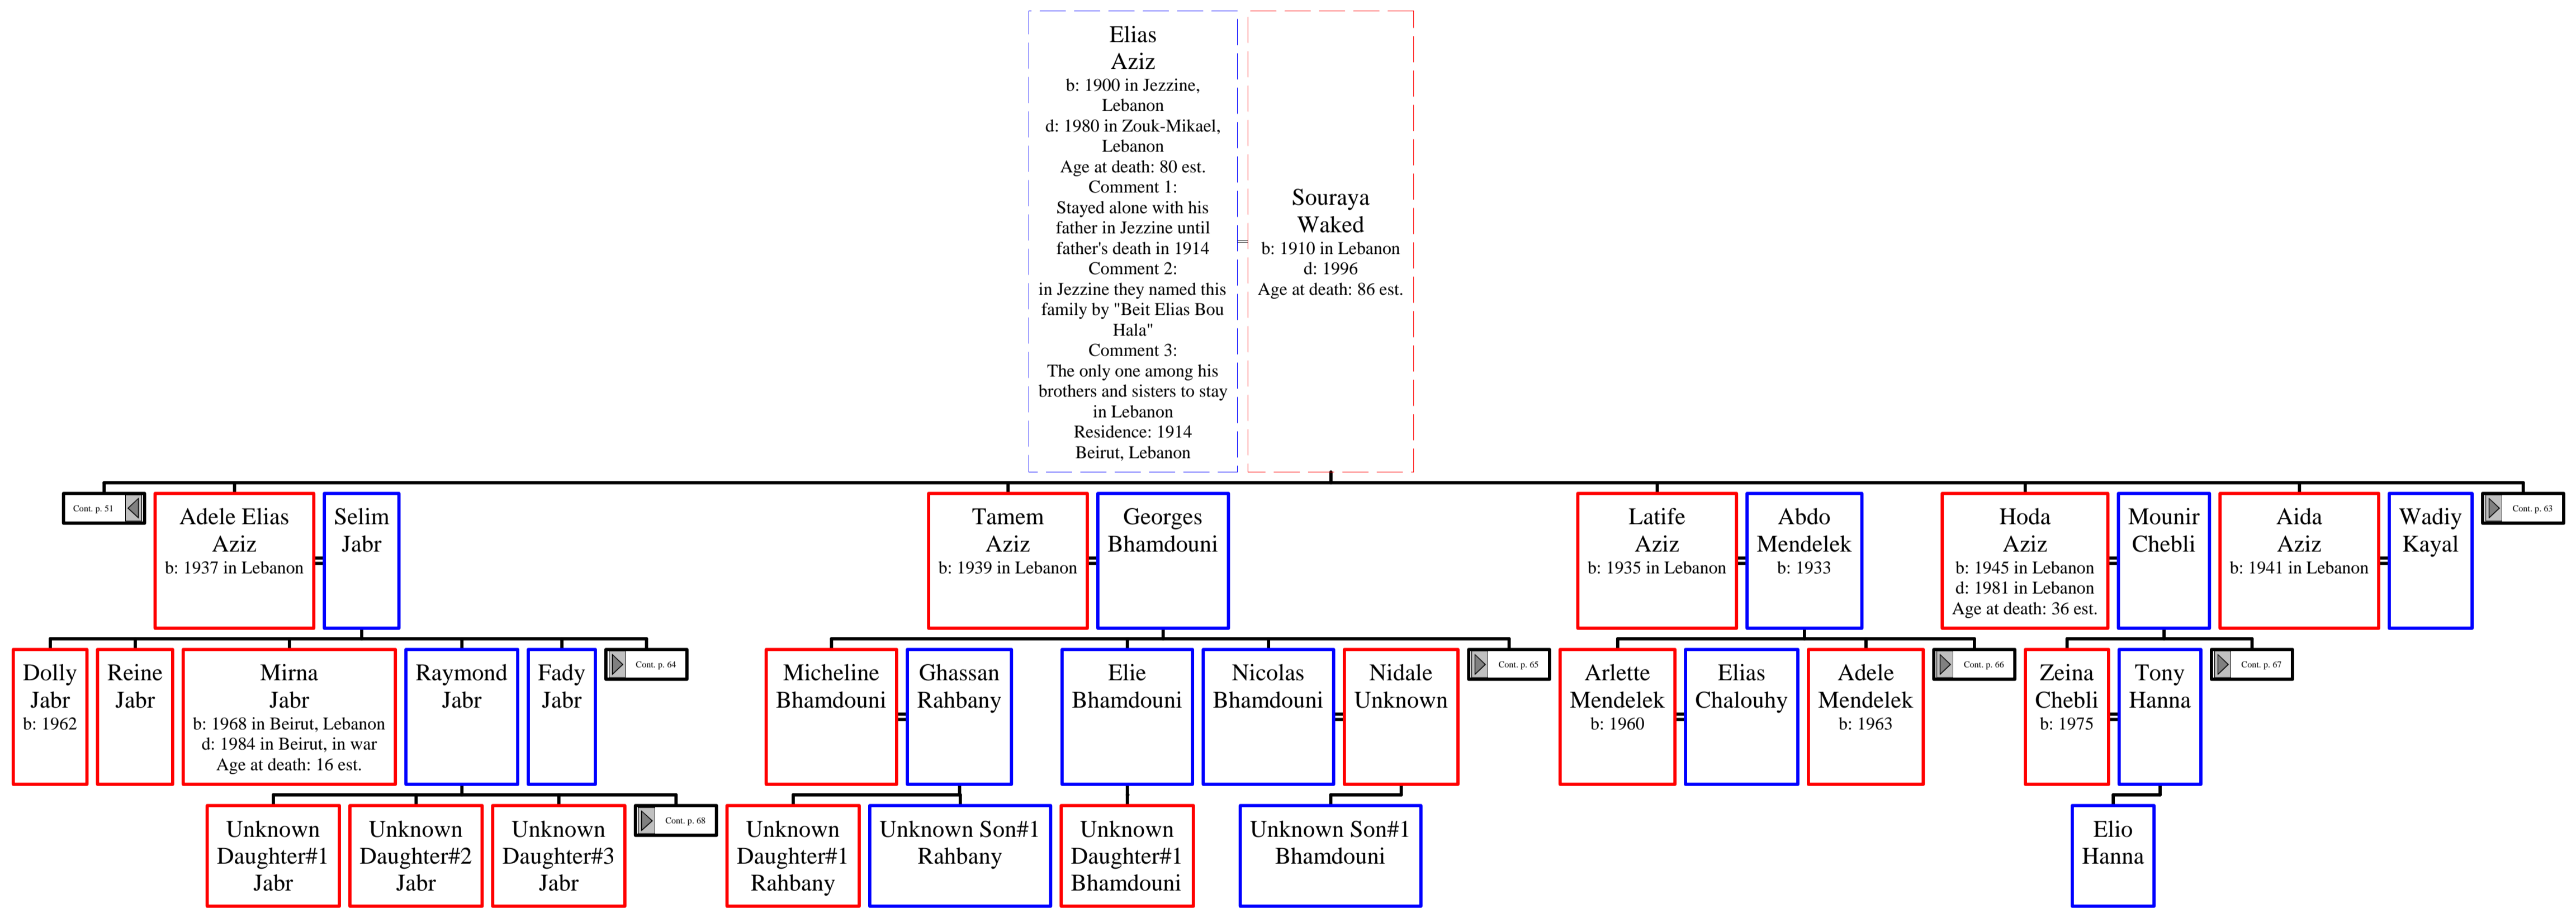 Elias
Aziz
b: 1900 in Jezzine,
Lebanon
d: 1980 in Zouk-Mikael,
Lebanon
Age at death: 80 est.
Comment 1:
Stayed alone with his
father in Jezzine until
father's death in 1914
Comment 2:
in Jezzine they named this
family by "Beit Elias Bou
Hala"
Comment 3:
The only one among his
brothers and sisters to stay
in Lebanon
Residence: 1914
Beirut, Lebanon
Souraya
Waked
b: 1910 in Lebanon
d: 1996
Age at death: 86 est.
Cont. p. 51
Adele Elias
Aziz
b: 1937 in Lebanon
Selim
Jabr
Tamem
Aziz
b: 1939 in Lebanon
Georges
Bhamdouni
Latife
Aziz
b: 1935 in Lebanon
Abdo
Mendelek
b: 1933
Hoda
Aziz
b: 1945 in Lebanon
d: 1981 in Lebanon
Age at death: 36 est.
Mounir
Chebli
Aida
Aziz
b: 1941 in Lebanon
Wadiy
Kayal
Cont. p. 63
Dolly
Jabr
b: 1962
Reine
Jabr
Mirna
Jabr
b: 1968 in Beirut, Lebanon
d: 1984 in Beirut, in war
Age at death: 16 est.
Raymond
Jabr
Fady
Jabr
Cont. p. 64
Micheline
Bhamdouni
Ghassan
Rahbany
Elie
Bhamdouni
Nicolas
Bhamdouni
Nidale
Unknown
Cont. p. 65
Arlette
Mendelek
b: 1960
Elias
Chalouhy
Adele
Mendelek
b: 1963
Cont. p. 66
Zeina
Chebli
b: 1975
Tony
Hanna
Cont. p. 67
Unknown
Daughter#1
Jabr
Unknown
Daughter#2
Jabr
Unknown
Daughter#3
Jabr
Cont. p. 68
Unknown
Daughter#1
Rahbany
Unknown Son#1
Rahbany
Unknown
Daughter#1
Bhamdouni
Unknown Son#1
Bhamdouni
Elio
Hanna